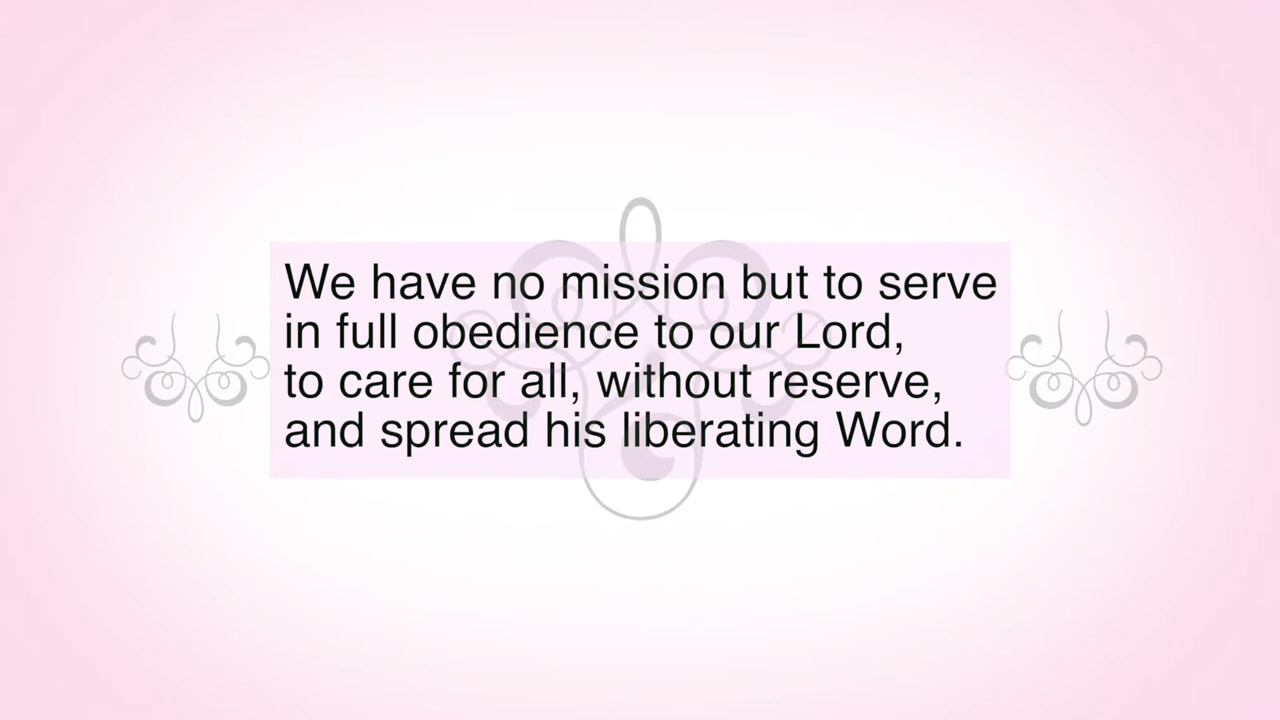 We have no mission but to serve
in full obedience to our Lord,
to care for all, without reserve,
and spread his liberating Word.